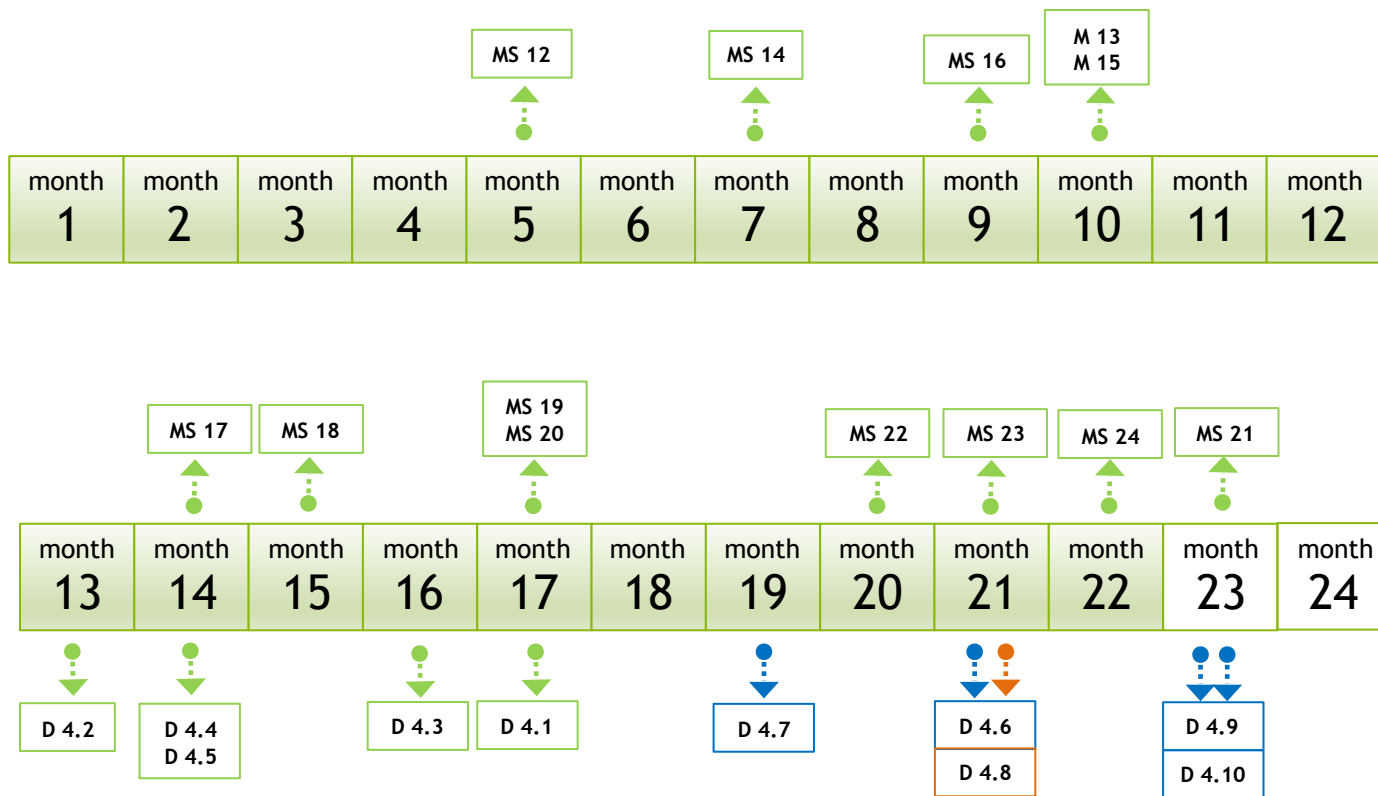 MS 12
MS 14
MS 16
M 13
M 15
month month month month month month month month month month month month
1 2 3 4 5 6 7 8 9 10 11 12
MS 17
MS 18
MS 19
MS 20
MS 22
MS 23
MS 24
MS 21
month month month month month month month month month month month month
13 14 15 16 17 18 19 20 21 22 23 24
D 4.2
D 4.4
D 4.5
D 4.3
D 4.1
D 4.7
D 4.6
D 4.8
D 4.9
D 4.10